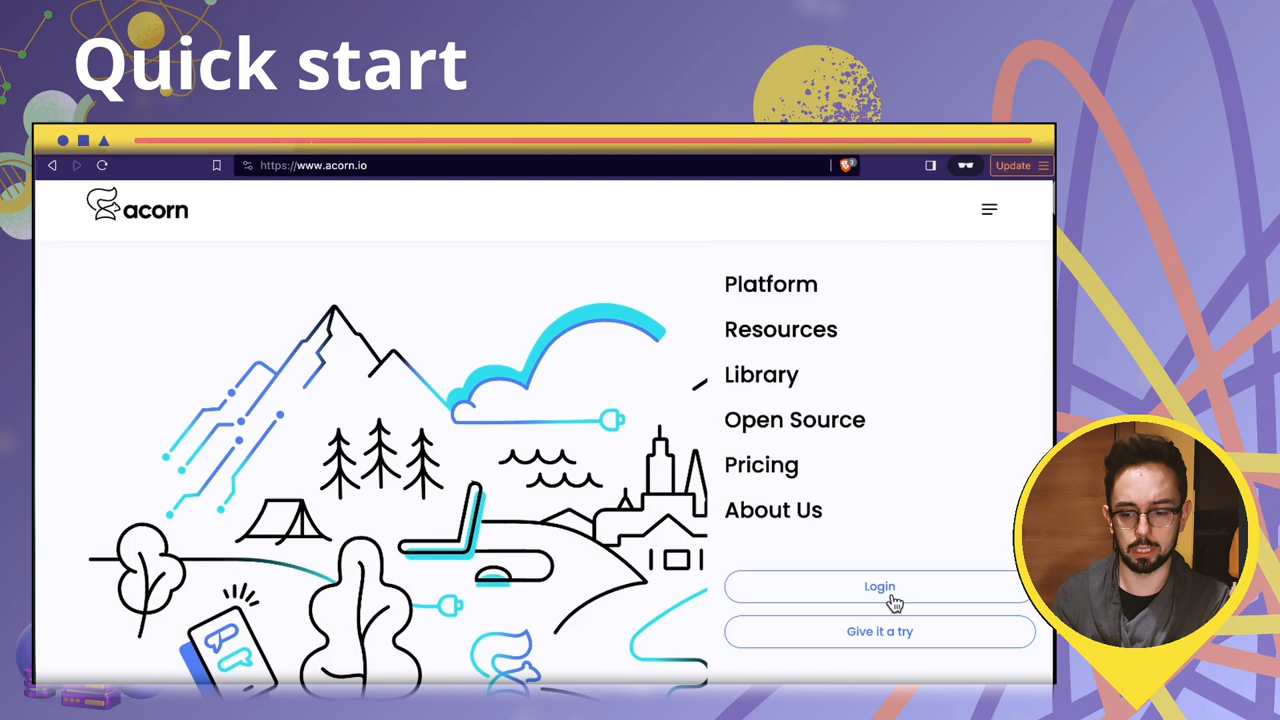 Quick start
https://www.acorn.io
Update
acorn
Platform
Resources
Library
Open Source
Pricing
About Us
Login
Give it a try